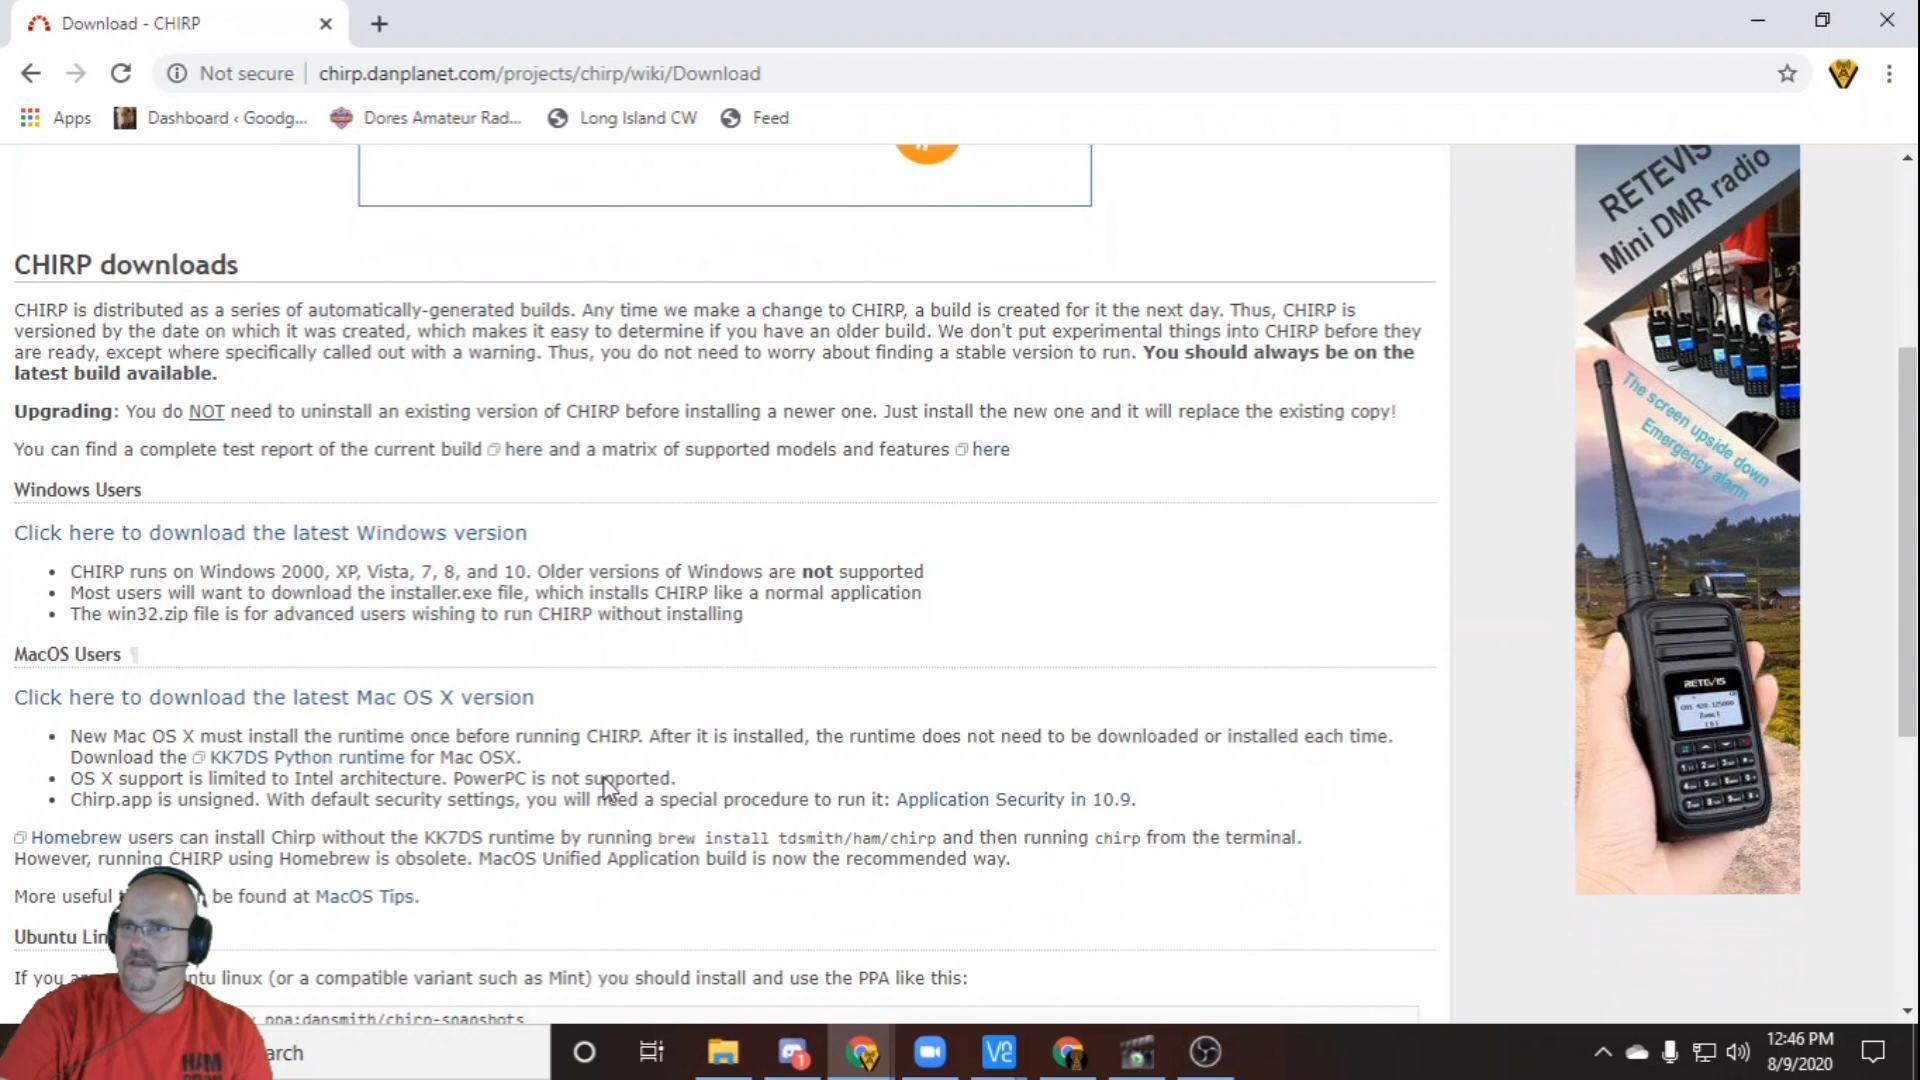 Download - CHIRP
Not secure
chirp.danplanet.com/projects/chirp/wiki/Download
Apps
Dashboard ‹ Goodg...
Dores Amateur Rad...
Long Island CW
Feed
CHIRP downloads
CHIRP is distributed as a series of automatically-generated builds. Any time we make a change to CHIRP, a build is created for it the next day. Thus, CHIRP is
versioned by the date on which it was created, which makes it easy to determine if you have an older build. We don't put experimental things into CHIRP before they
are ready, except where specifically called out with a warning. Thus, you do not need to worry about finding a stable version to run. You should always be on the
latest build available.
Upgrading: You do NOT need to uninstall an existing version of CHIRP before installing a newer one. Just install the new one and it will replace the existing copy!
You can find a complete test report of the current build here and a matrix of supported models and features here
Windows Users
Click here to download the latest Windows version
• CHIRP runs on Windows 2000, XP, Vista, 7, 8, and 10. Older versions of Windows are not supported
• Most users will want to download the installer.exe file, which installs CHIRP like a normal application
• The win32.zip file is for advanced users wishing to run CHIRP without installing
MacOS Users ¶
Click here to download the latest Mac OS X version
• New Mac OS X must install the runtime once before running CHIRP. After it is installed, the runtime does not need to be downloaded or installed each time.
Download the KK7DS Python runtime for Mac OSX.
• OS X support is limited to Intel architecture. PowerPC is not supported.
• Chirp.app is unsigned. With default security settings, you will need a special procedure to run it: Application Security in 10.9.
Homebrew users can install Chirp without the KK7DS runtime by running brew install tdsmith/ham/chirp and then running chirp from the terminal.
However, running CHIRP using Homebrew is obsolete. MacOS Unified Application build is now the recommended way.
More useful be found at MacOS Tips.
Ubuntu Lin
If you linux (or a compatible variant such as Mint) you should install and use the PPA like this:
ppa:dansmith/chirp-snapshots
RETEVIS
Mini DMR radio
The screen upside down
Emergency alarm
RETEVIS
HAM
arch
1
12:46 PM
8/9/2020